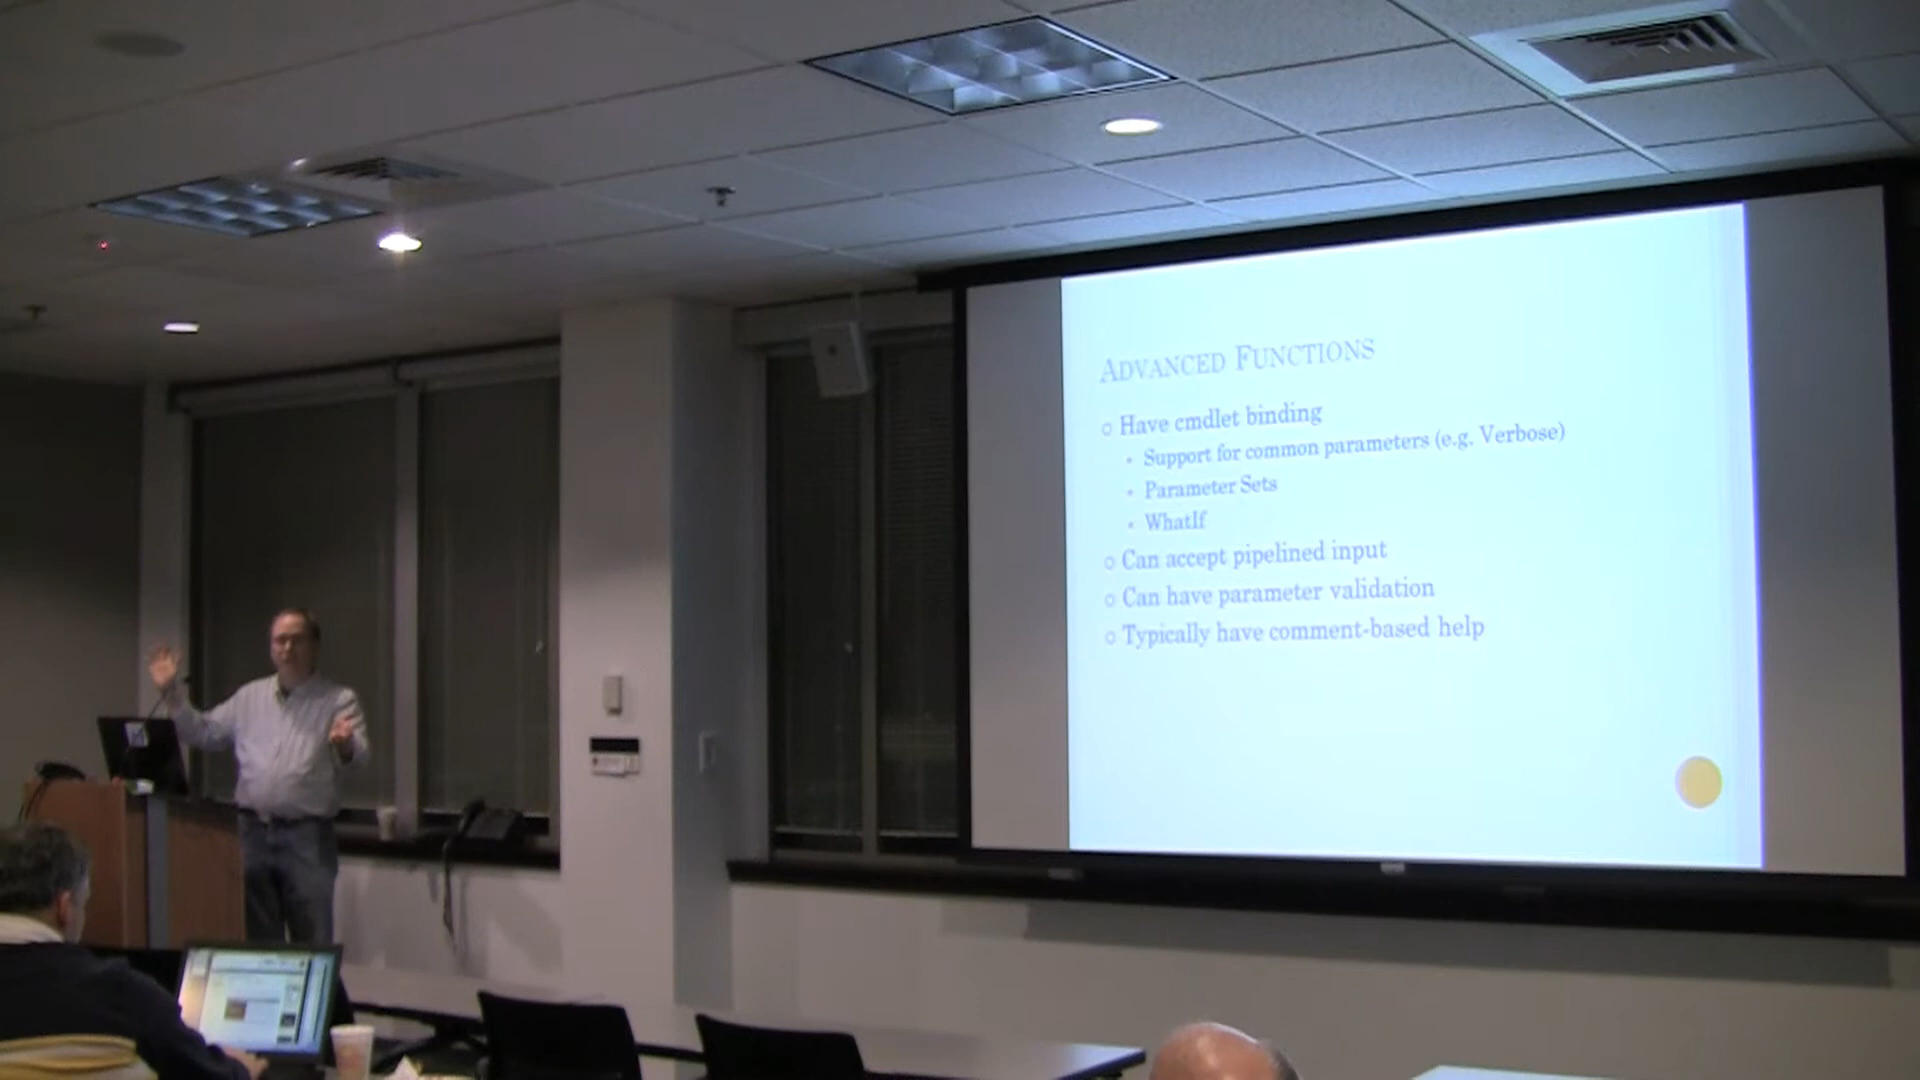 ADVANCED FUNCTIONS
Have cmdlet binding
Support for common parameters (e.g. Verbose)
Parameter Sets
WhatIf
Can accept pipelined input
Can have parameter validation
Typically have comment-based help